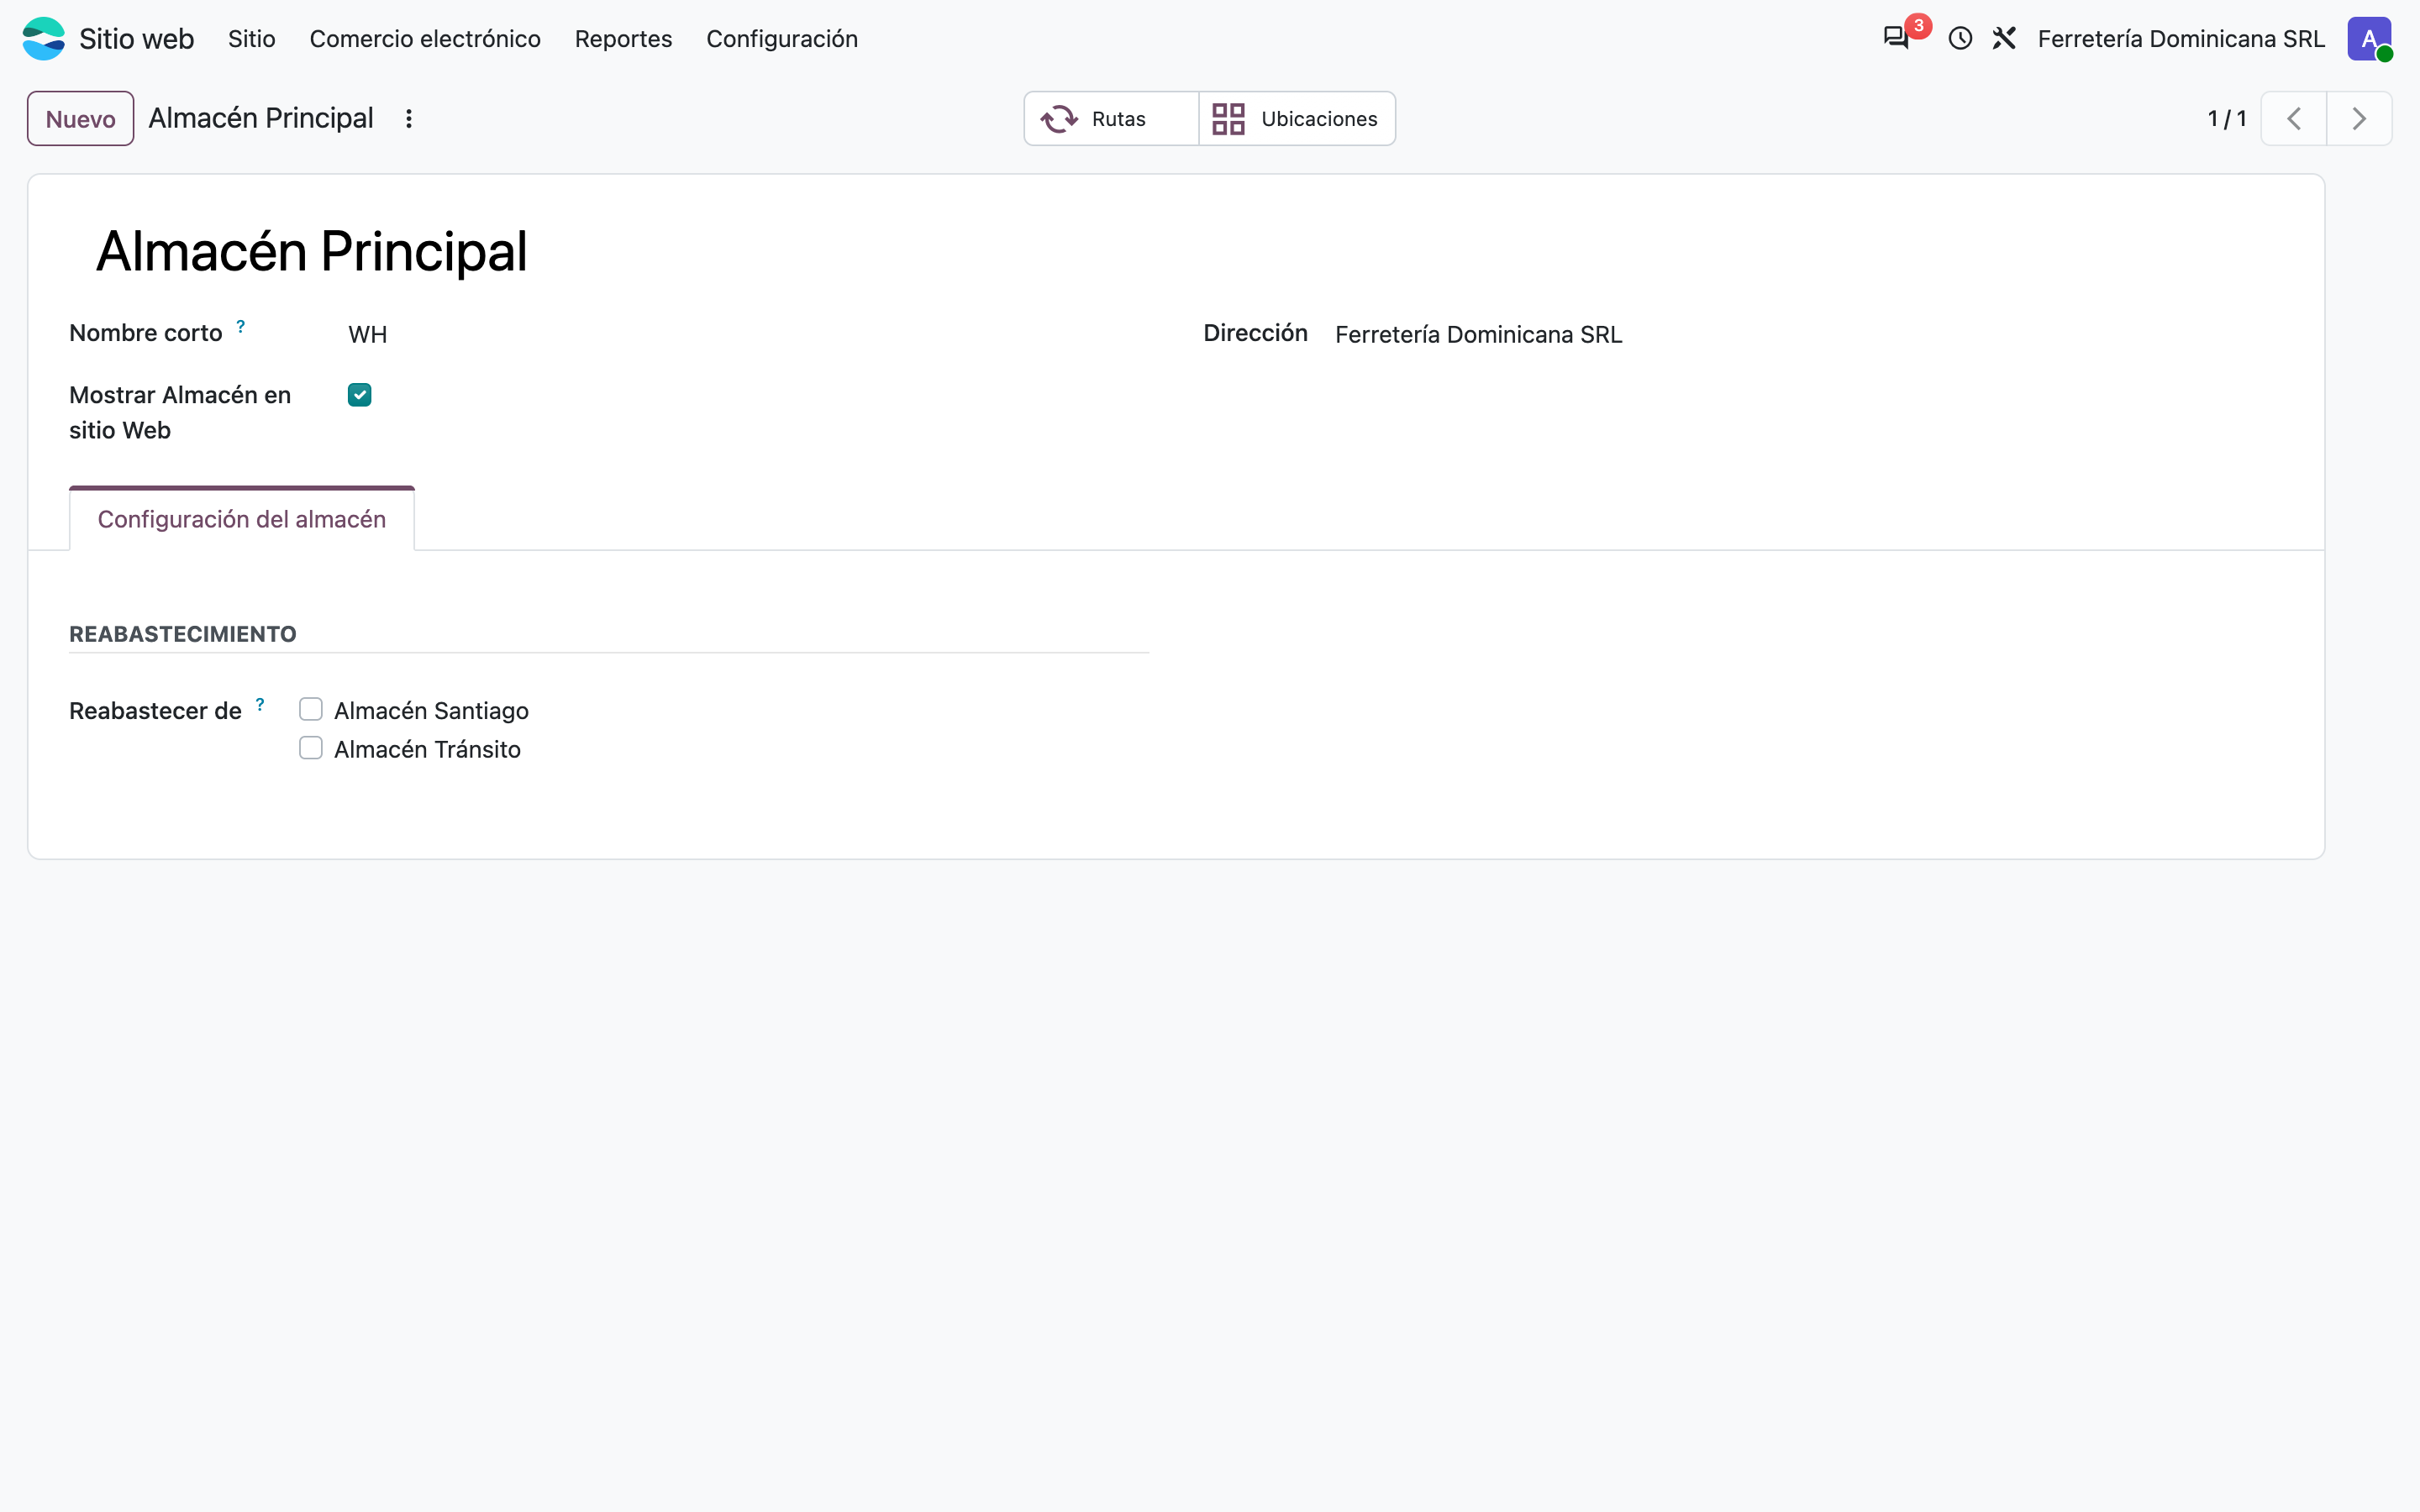 Sitio web Sitio Comercio electrónico Reportes Configuración 3 Ferretería Dominicana SRL A
Nuevo Almacén Principal Rutas Ubicaciones 1 / 1
Almacén Principal
Nombre corto ? WH Dirección Ferretería Dominicana SRL
Mostrar Almacén en
sitio Web
Configuración del almacén
REABASTECIMIENTO
Reabastecer de ? Almacén Santiago
Almacén Tránsito